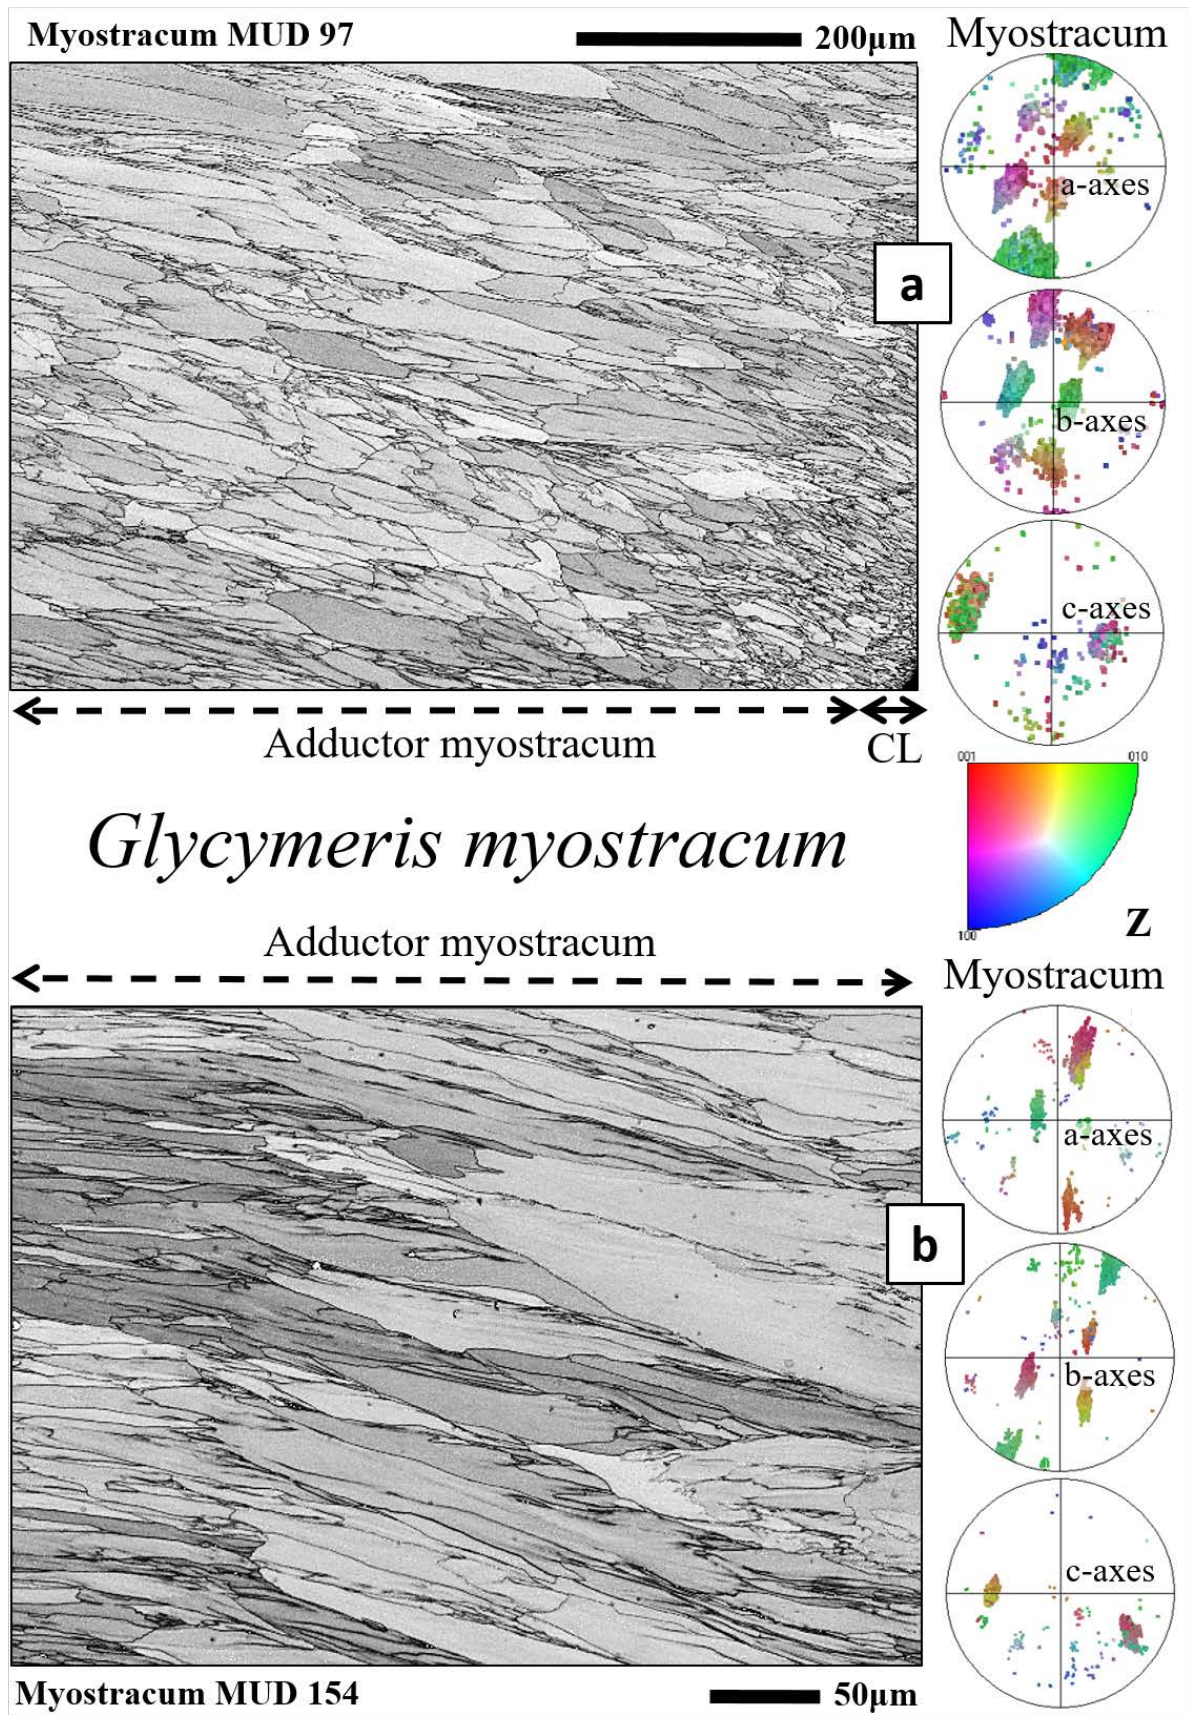 Myostracum MUD 97
200µm
Myostracum
a-axes
a
b-axes
c-axes
Adductor myostracum
CL
001
010
Glycymeris myostracum
100
Z
Adductor myostracum
Myostracum
a-axes
b
b-axes
c-axes
Myostracum MUD 154
50µm